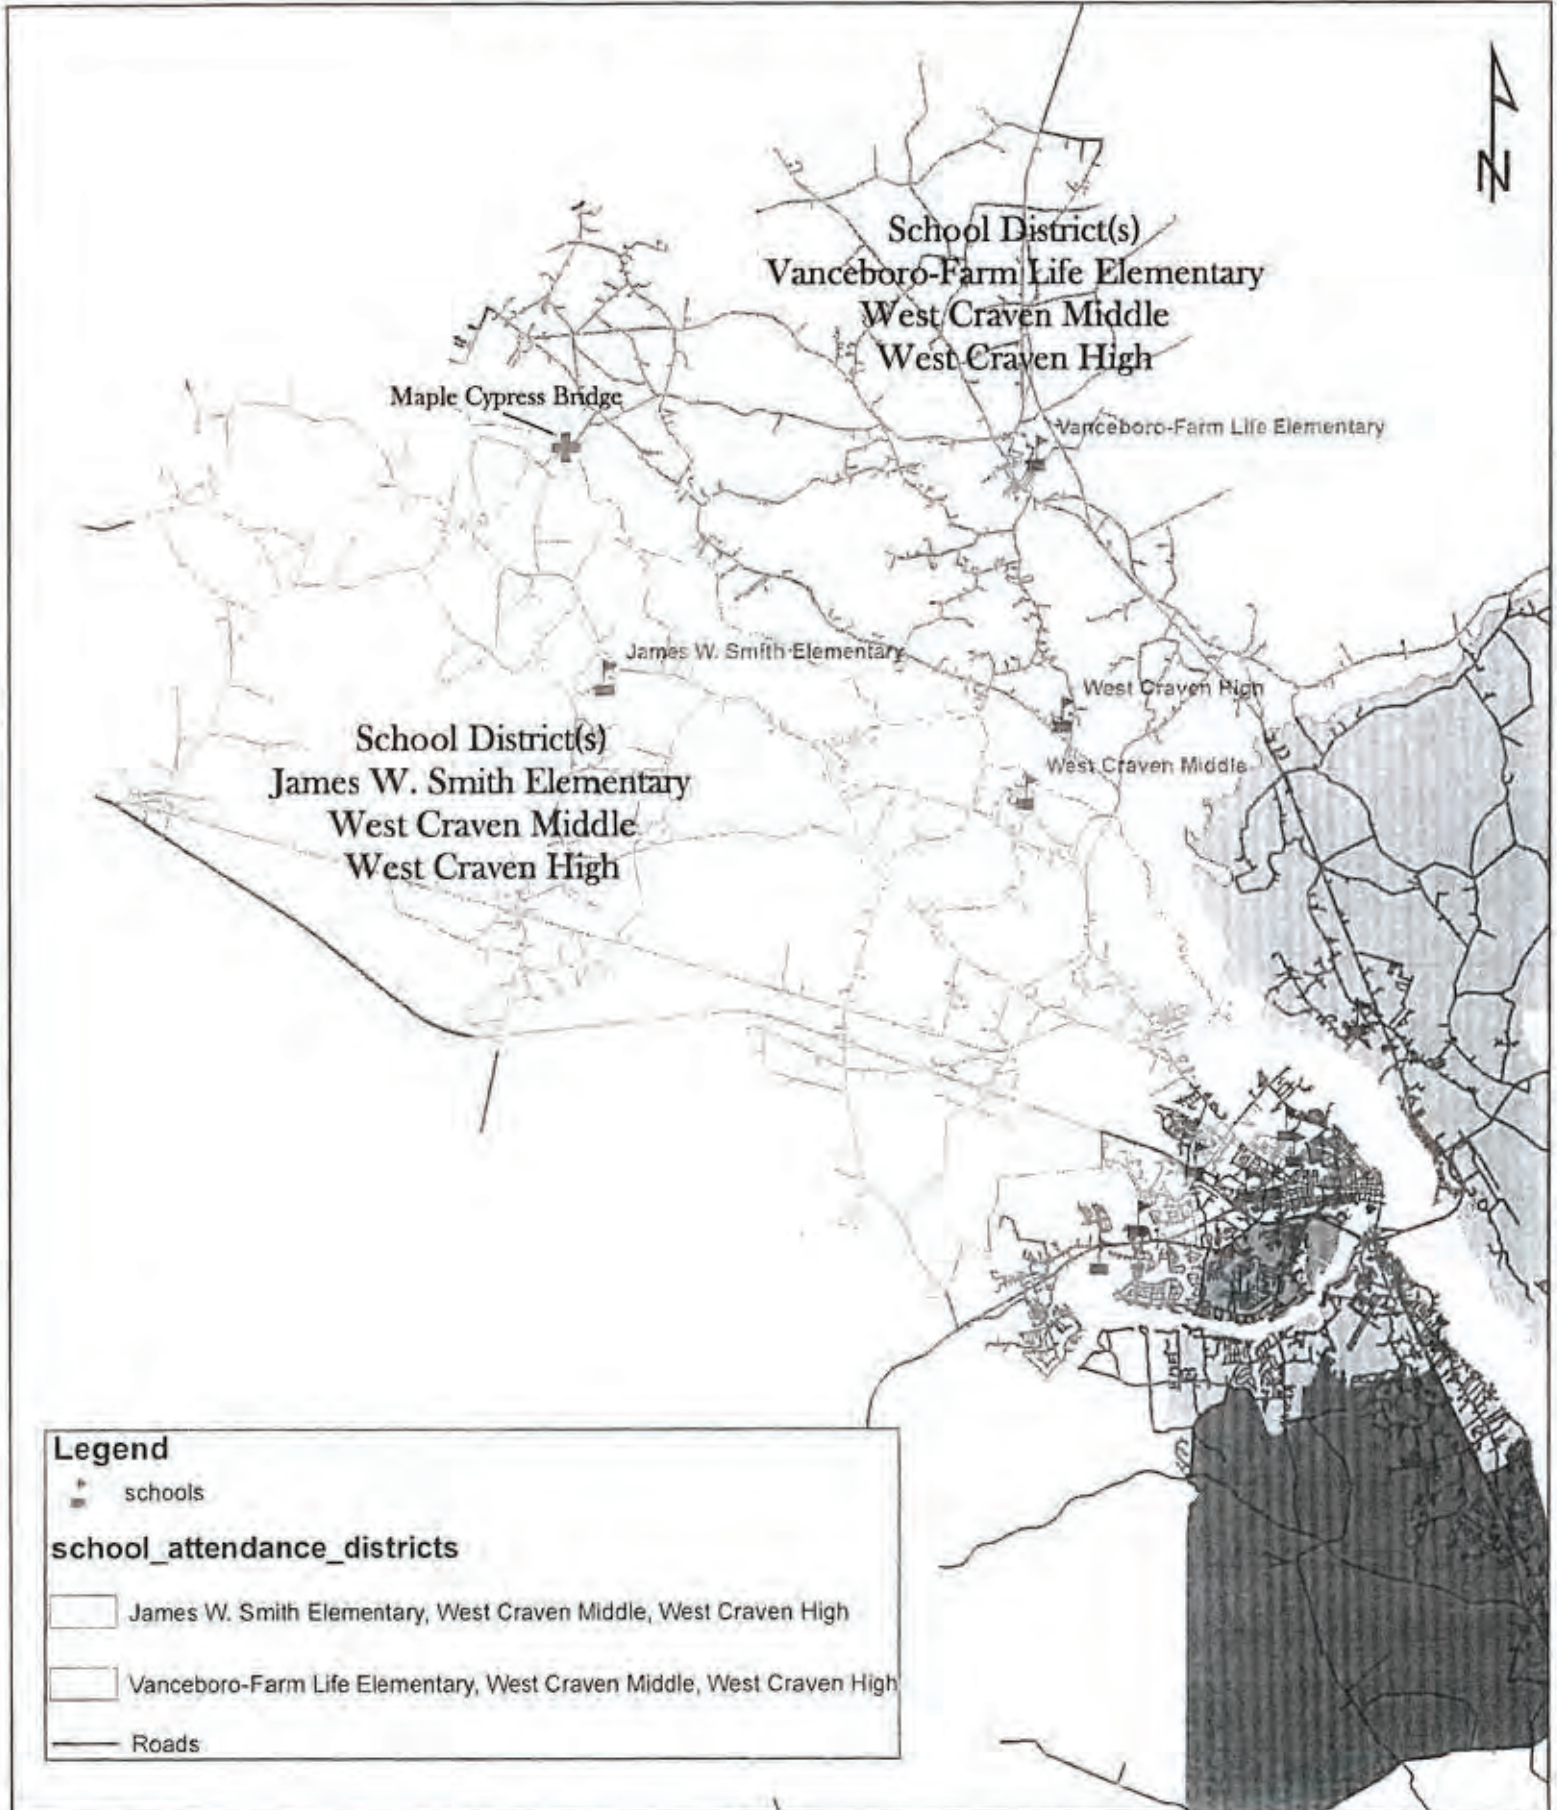 N
School District(s)
Vanceboro-Farm Life Elementary
West Craven Middle
West Craven High
Maple Cypress Bridge
Vanceboro-Farm Life Elementary
James W. Smith Elementary
West Craven High
West Craven Middle
School District(s)
James W. Smith Elementary
West Craven Middle
West Craven High
Legend
schools
school_attendance_districts
James W. Smith Elementary, West Craven Middle, West Craven High
Vanceboro-Farm Life Elementary, West Craven Middle, West Craven High
Roads